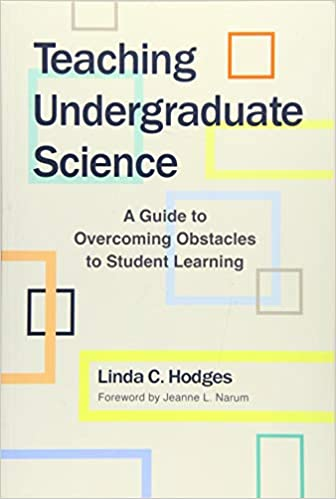 Teaching
Undergraduate
Science
A Guide to
Overcoming Obstacles
to Student Learning
Linda C. Hodges
Foreword by Jeanne L. Narum